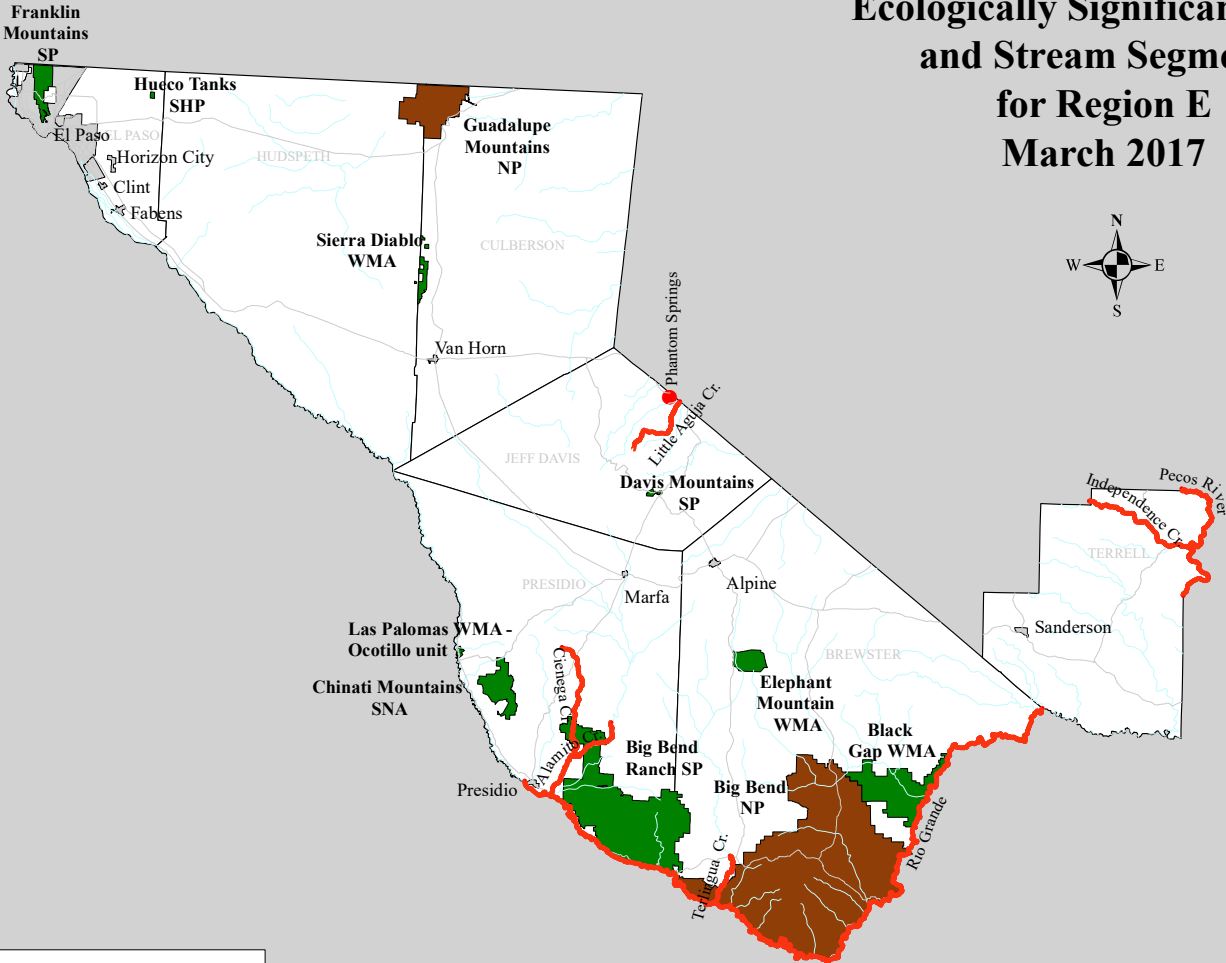 Ecologically Significan
and Stream Segme
for Region E
March 2017
N
W
E
S
Franklin
Mountains
SP
Hueco Tanks
SHP
El Paso
EL PASO
HUDSPETH
Horizon City
Clint
Fabens
Guadalupe
Mountains
NP
Sierra Diablo
WMA
CULBERSON
Van Horn
Phantom Springs
Little Aguja Cr.
JEFF DAVIS
Davis Mountains
SP
Pecos River
Independence Cr.
TERRELL
Sanderson
PRESIDIO
Marfa
Alpine
Las Palomas WMA -
Ocotillo unit
Chinati Mountains
SNA
Cienega Cr.
Alamito Cr.
BREWSTER
Elephant
Mountain
WMA
Black
Gap WMA
Big Bend
Ranch SP
Presidio
Big Bend
NP
Terlingua Cr.
Rio Grande